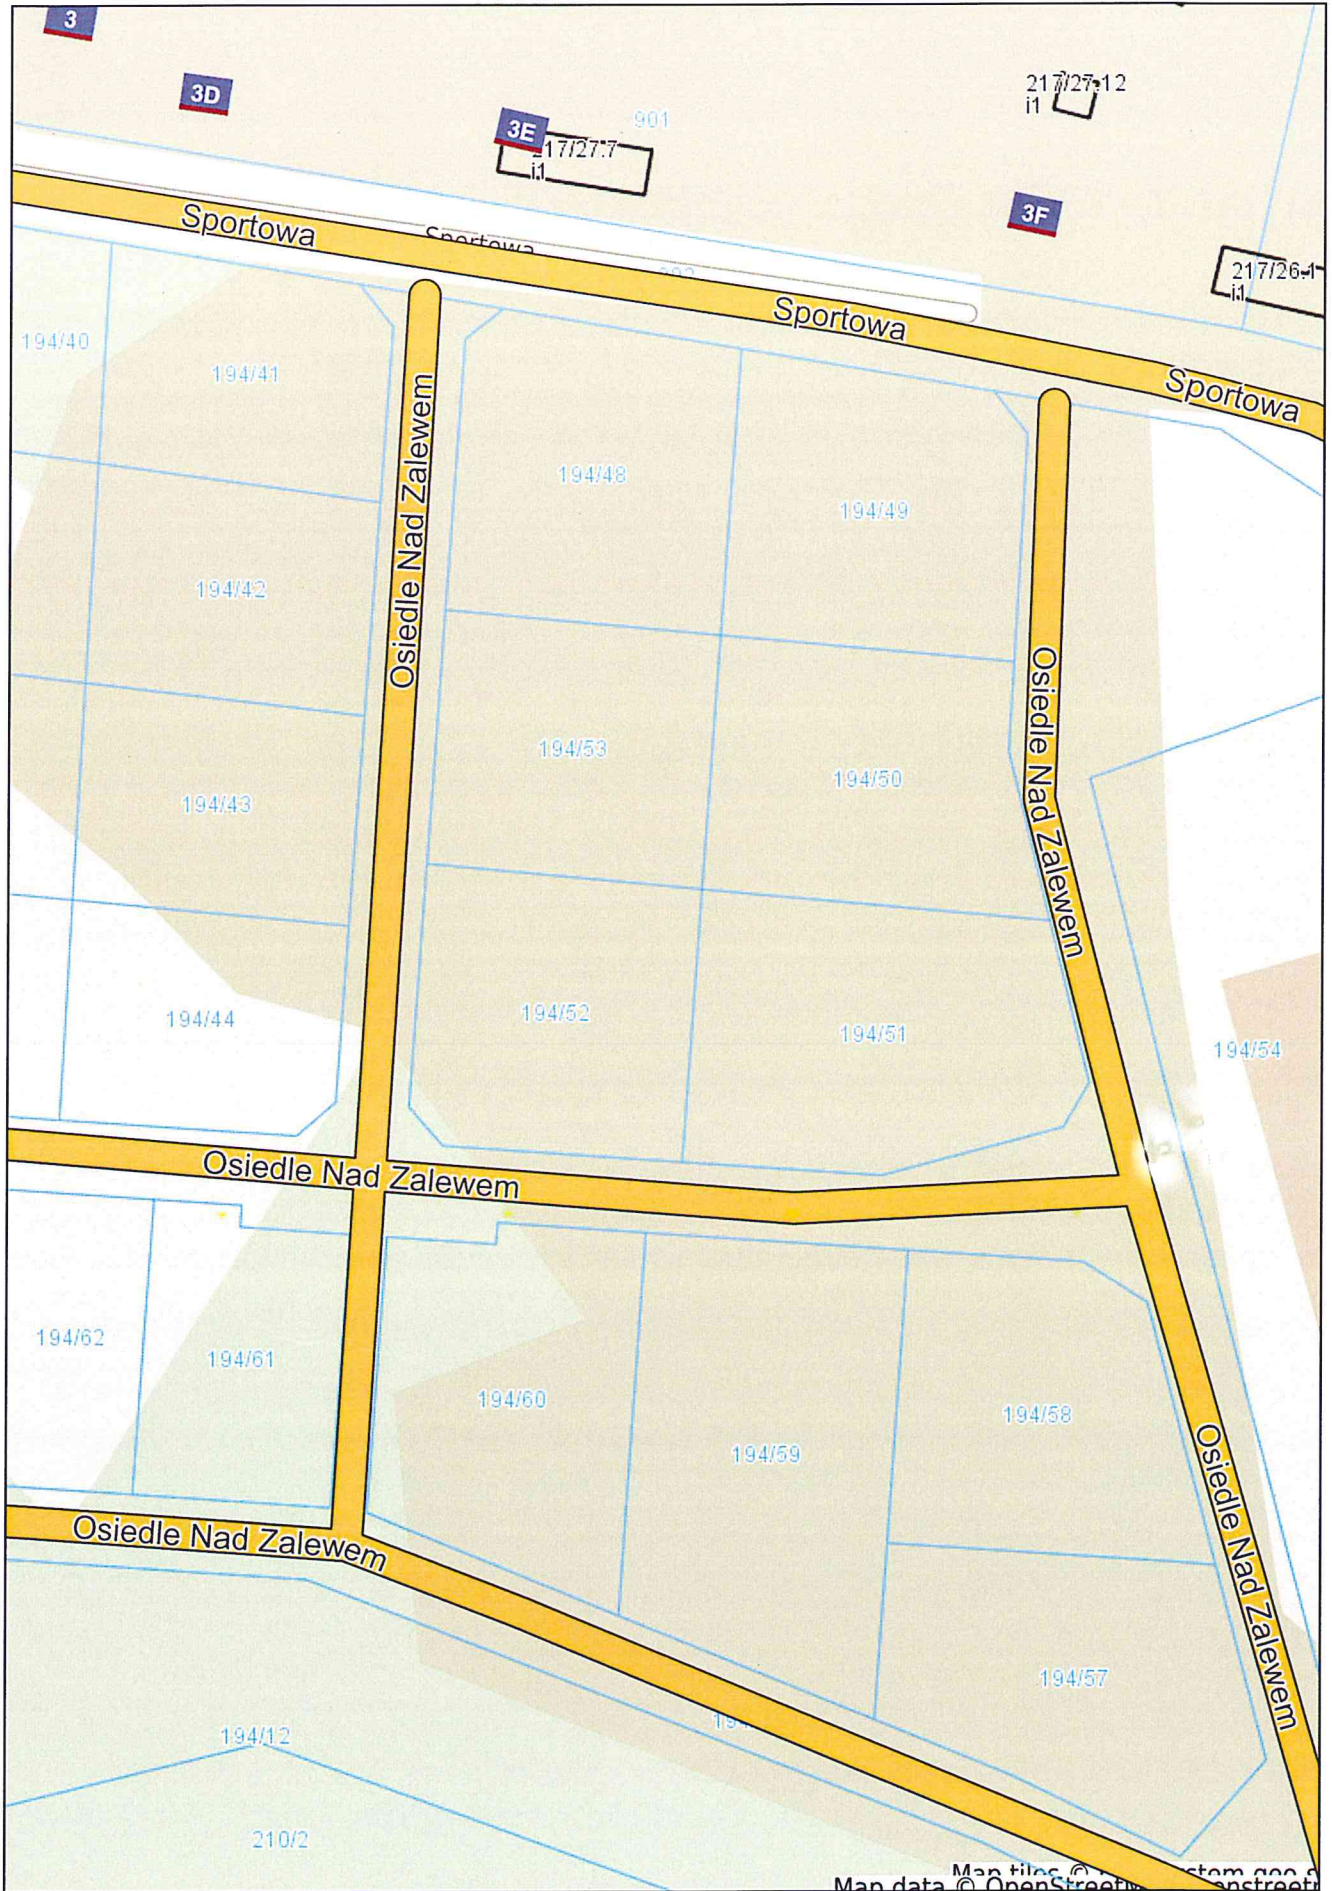 3
3D
3E
901
217/27.12
i1
217/27.7
i1
3F
217/26.1
i1
Sportowa
Sportowa
Sportowa
Sportowa
194/40
194/41
Osiedle Nad Zalewem
194/48
194/49
194/42
Osiedle Nad Zalewem
194/53
194/50
194/43
194/52
194/51
194/44
194/54
Osiedle Nad Zalewem
194/62
194/61
194/60
194/59
194/58
Osiedle Nad Zalewem
Osiedle Nad Zalewem
194/57
194/12
210/2
Map tiles ©
Map data © OpenStreetM